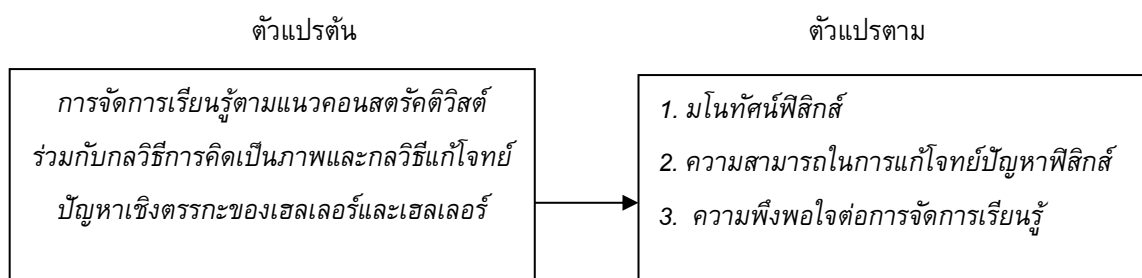 ตัวแปรต้น
การจัดการเรียนรู้ตามแนวคอนสตรัคติวิสต์
ร่วมกับกลวิธีการคิดเป็นภาพและกลวิธีแก้โจทย์
ปัญหาเชิงตรรกะของเฮลเลอร์และเฮลเลอร์
ตัวแปรตาม
1. มโนทัศน์ฟิสิกส์
2. ความสามารถในการแก้โจทย์ปัญหาฟิสิกส์
3. ความพึงพอใจต่อการจัดการเรียนรู้